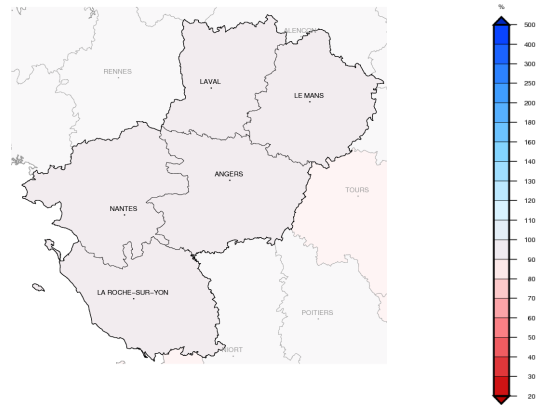 %
500
400
300
250
200
180
160
140
130
120
110
100
90
80
70
60
50
40
30
20
ALENCON
RENNES
LAVAL
LE MANS
ANGERS
TOURS
NANTES
LA ROCHE-SUR-YON
POITIERS
NIORT